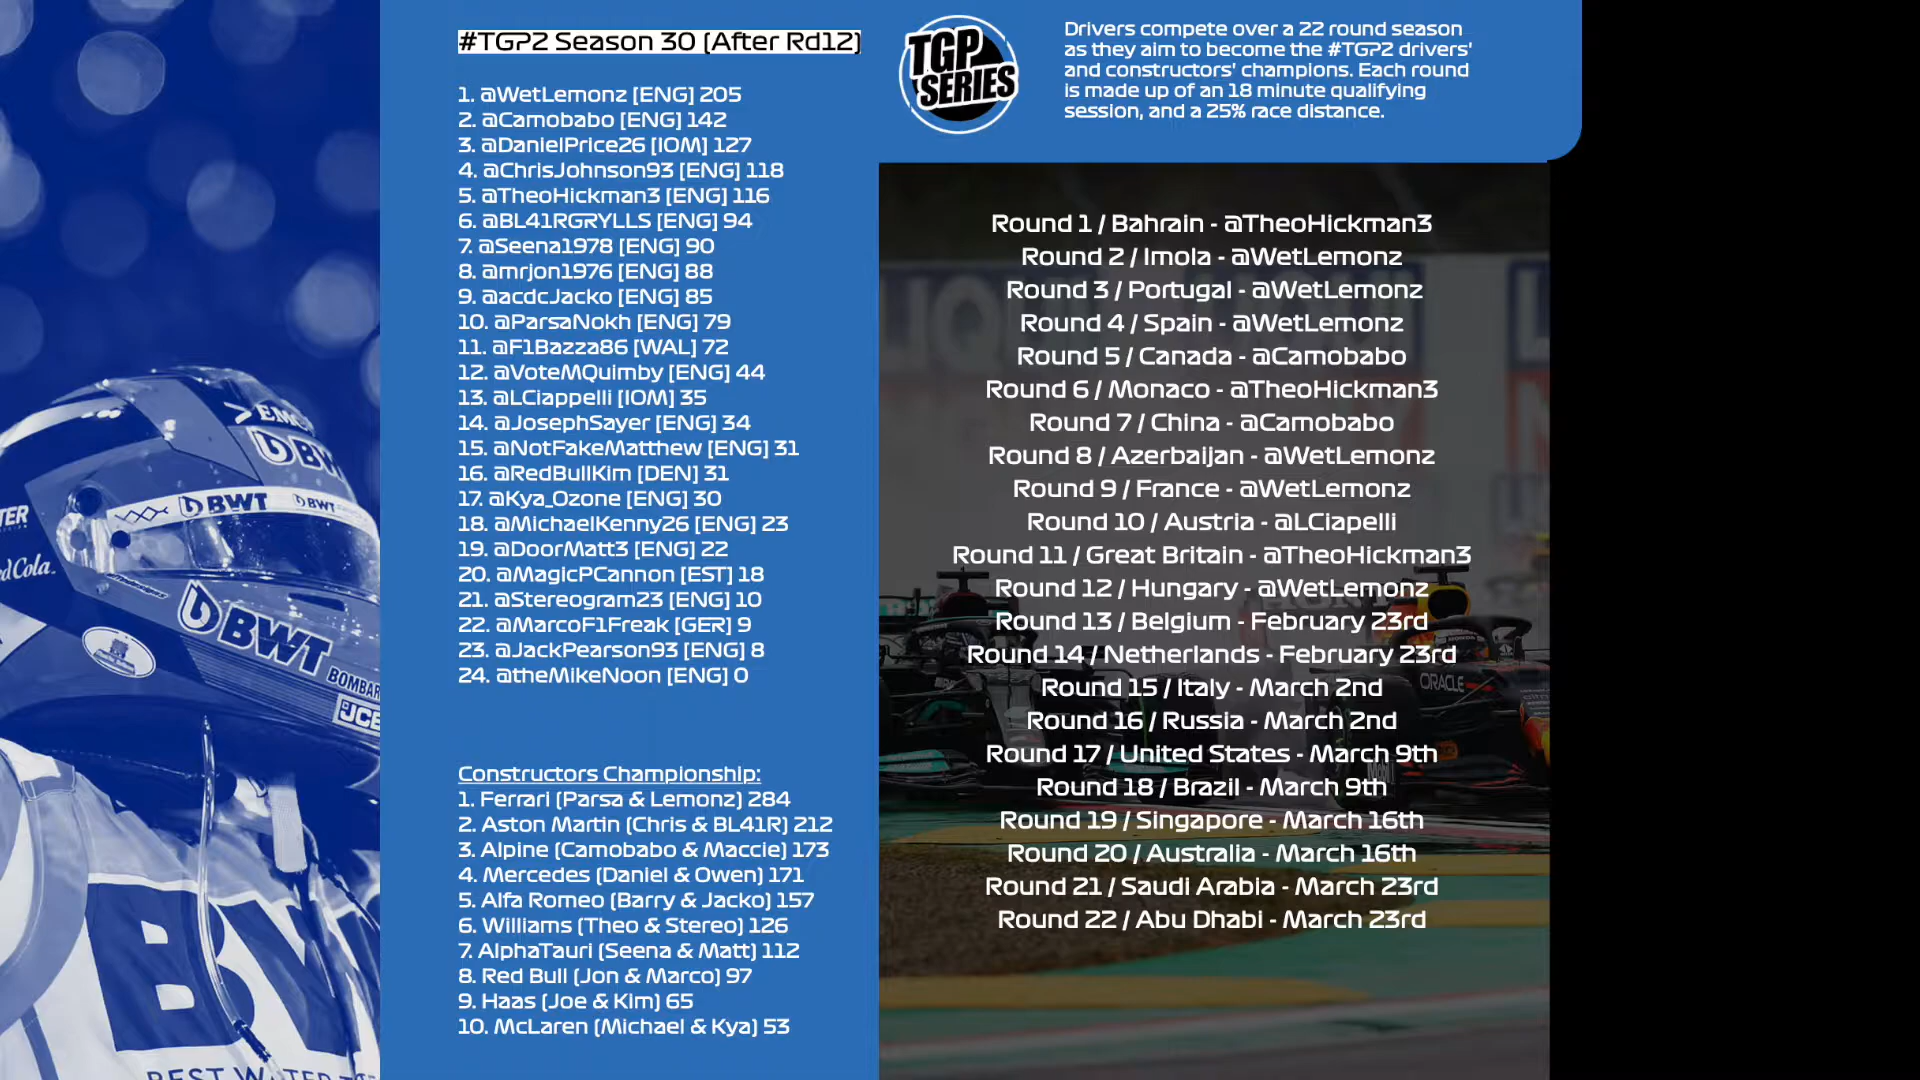 #TGP2 Season 30 (After Rd12)
1. @WetLemonz [ENG] 205
2. @Camobabo [ENG] 142
3. @DanielPrice26 [IOM] 127
4. @ChrisJohnson93 [ENG] 118
5. @TheoHickman3 [ENG] 116
6. @BL41RGRYLLS [ENG] 94
7. @Seena1978 [ENG] 90
8. @mrjon1976 [ENG] 88
9. @acdcJacko [ENG] 85
10. @ParsaNokh [ENG] 79
11. @F1Bazza86 [WAL] 72
12. @VoteMQuimby [ENG] 44
13. @LCiappelli [IOM] 35
14. @JosephSayer [ENG] 34
15. @NotFakeMatthew [ENG] 31
16. @RedBullKim [DEN] 31
17. @Kya_Ozone [ENG] 30
18. @MichaelKenny26 [ENG] 23
19. @DoorMatt3 [ENG] 22
20. @MagicPCannon [EST] 18
21. @Stereogram23 [ENG] 10
22. @MarcoF1Freak [GER] 9
23. @JackPearson93 [ENG] 8
24. @theMikeNoon [ENG] 0
Constructors Championship:
1. Ferrari (Parsa & Lemonz) 284
2. Aston Martin (Chris & BL41R) 212
3. Alpine (Camobabo & Maccie) 173
4. Mercedes (Daniel & Owen) 171
5. Alfa Romeo (Barry & Jacko) 157
6. Williams (Theo & Stereo) 126
7. AlphaTauri (Seena & Matt) 112
8. Red Bull (Jon & Marco) 97
9. Haas (Joe & Kim) 65
10. McLaren (Michael & Kya) 53
TGP
SERIES
Drivers compete over a 22 round season
as they aim to become the #TGP2 drivers'
and constructors' champions. Each round
is made up of an 18 minute qualifying
session, and a 25% race distance.
Round 1 / Bahrain - @TheoHickman3
Round 2 / Imola - @WetLemonz
Round 3 / Portugal - @WetLemonz
Round 4 / Spain - @WetLemonz
Round 5 / Canada - @Camobabo
Round 6 / Monaco - @TheoHickman3
Round 7 / China - @Camobabo
Round 8 / Azerbaijan - @WetLemonz
Round 9 / France - @WetLemonz
Round 10 / Austria - @LCiapelli
Round 11 / Great Britain - @TheoHickman3
Round 12 / Hungary - @WetLemonz
Round 13 / Belgium - February 23rd
Round 14 / Netherlands - February 23rd
Round 15 / Italy - March 2nd
Round 16 / Russia - March 2nd
Round 17 / United States - March 9th
Round 18 / Brazil - March 9th
Round 19 / Singapore - March 16th
Round 20 / Australia - March 16th
Round 21 / Saudi Arabia - March 23rd
Round 22 / Abu Dhabi - March 23rd
BWT
BWT
BWT
BWT
JCB
ORACLE